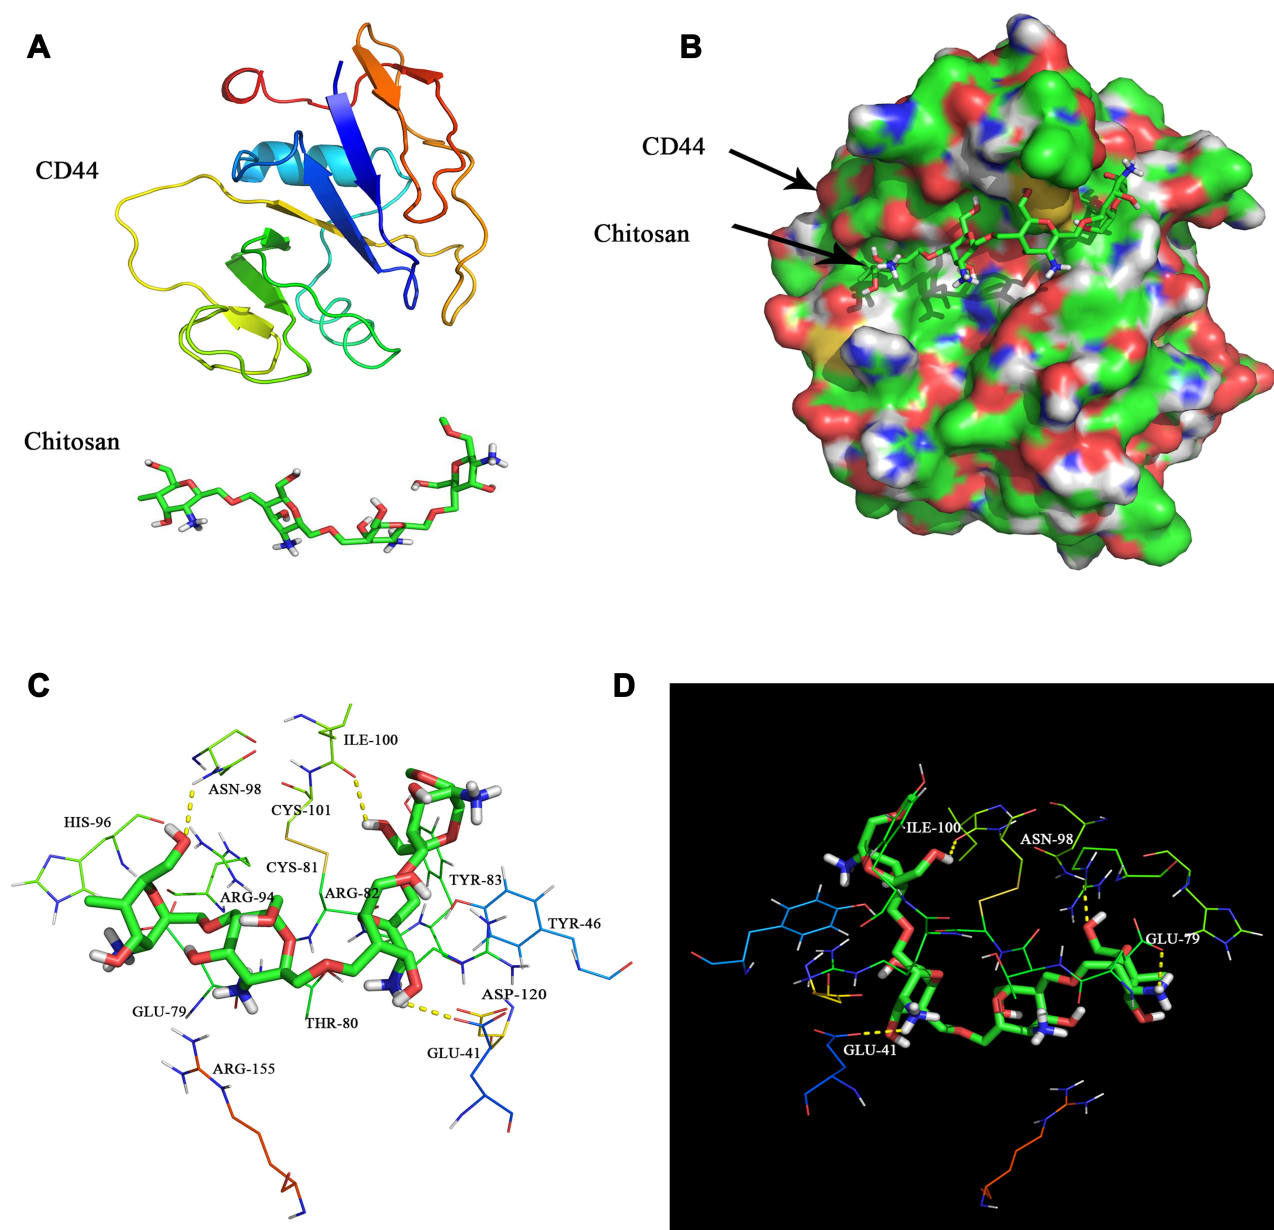 A
CD44
Chitosan
B
CD44
Chitosan
C
ILE-100
ASN-98
CYS-101
HIS-96
CYS-81
ARG-94
ARG-82
TYR-83
TYR-46
GLU-79
THR-80
ASP-120
GLU-41
ARG-155
D
ILE-100
ASN-98
GLU-79
GLU-41